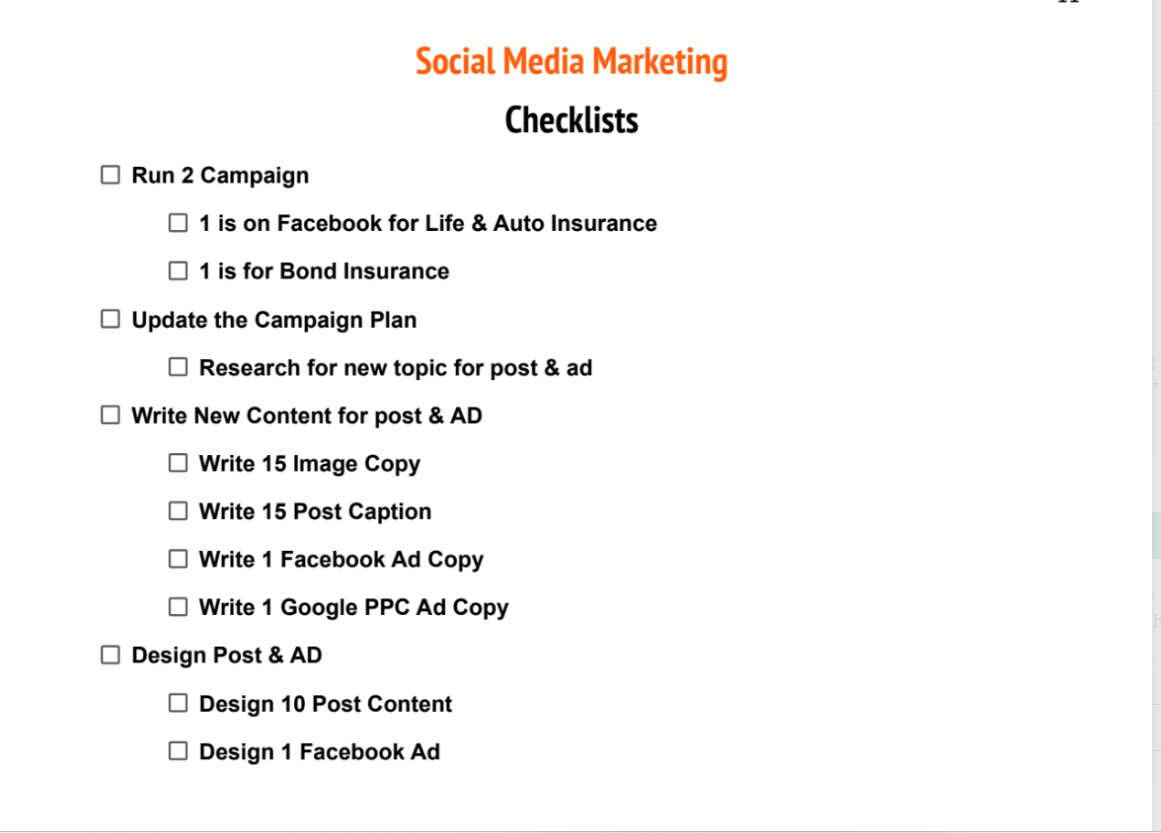 Social Media Marketing
Checklists
Run 2 Campaign
1 is on Facebook for Life & Auto Insurance
1 is for Bond Insurance
Update the Campaign Plan
Research for new topic for post & ad
Write New Content for post & AD
Write 15 Image Copy
Write 15 Post Caption
Write 1 Facebook Ad Copy
Write 1 Google PPC Ad Copy
Design Post & AD
Design 10 Post Content
Design 1 Facebook Ad